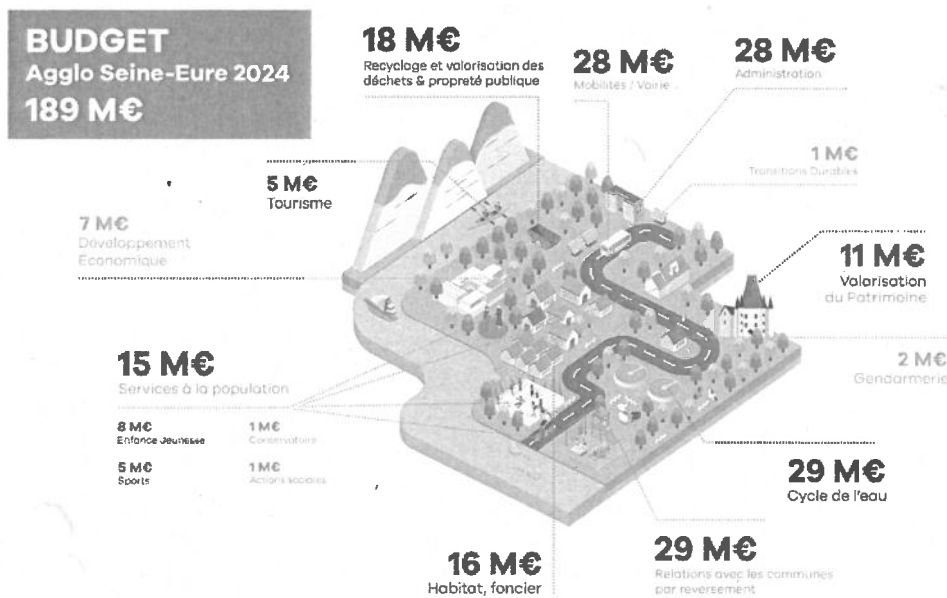 BUDGET
Agglo Seine-Eure 2024
189 M€
18 M€
Recyclage et valorisation des
déchets & propreté publique
28 M€
Mobilités / Voirie
28 M€
Administration
1 M€
Transitions Durables
5 M€
Tourisme
7 M€
Développement
Economique
11 M€
Valorisation
du Patrimoine
2 M€
Gendarmerie
15 M€
Services à la population
8 M€
Enfance Jeunesse
1 M€
Conservatoire
5 M€
Sports
1 M€
Actions sociales
29 M€
Cycle de l'eau
16 M€
Habitat, foncier
29 M€
Relations avec les communes
par reversement